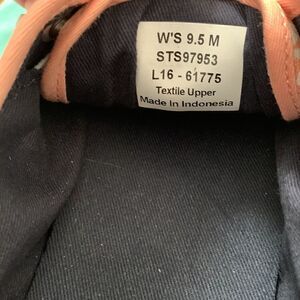 W'S 9.5 M
STS97953
L16 - 61775
Textile Upper
Made In Indonesia